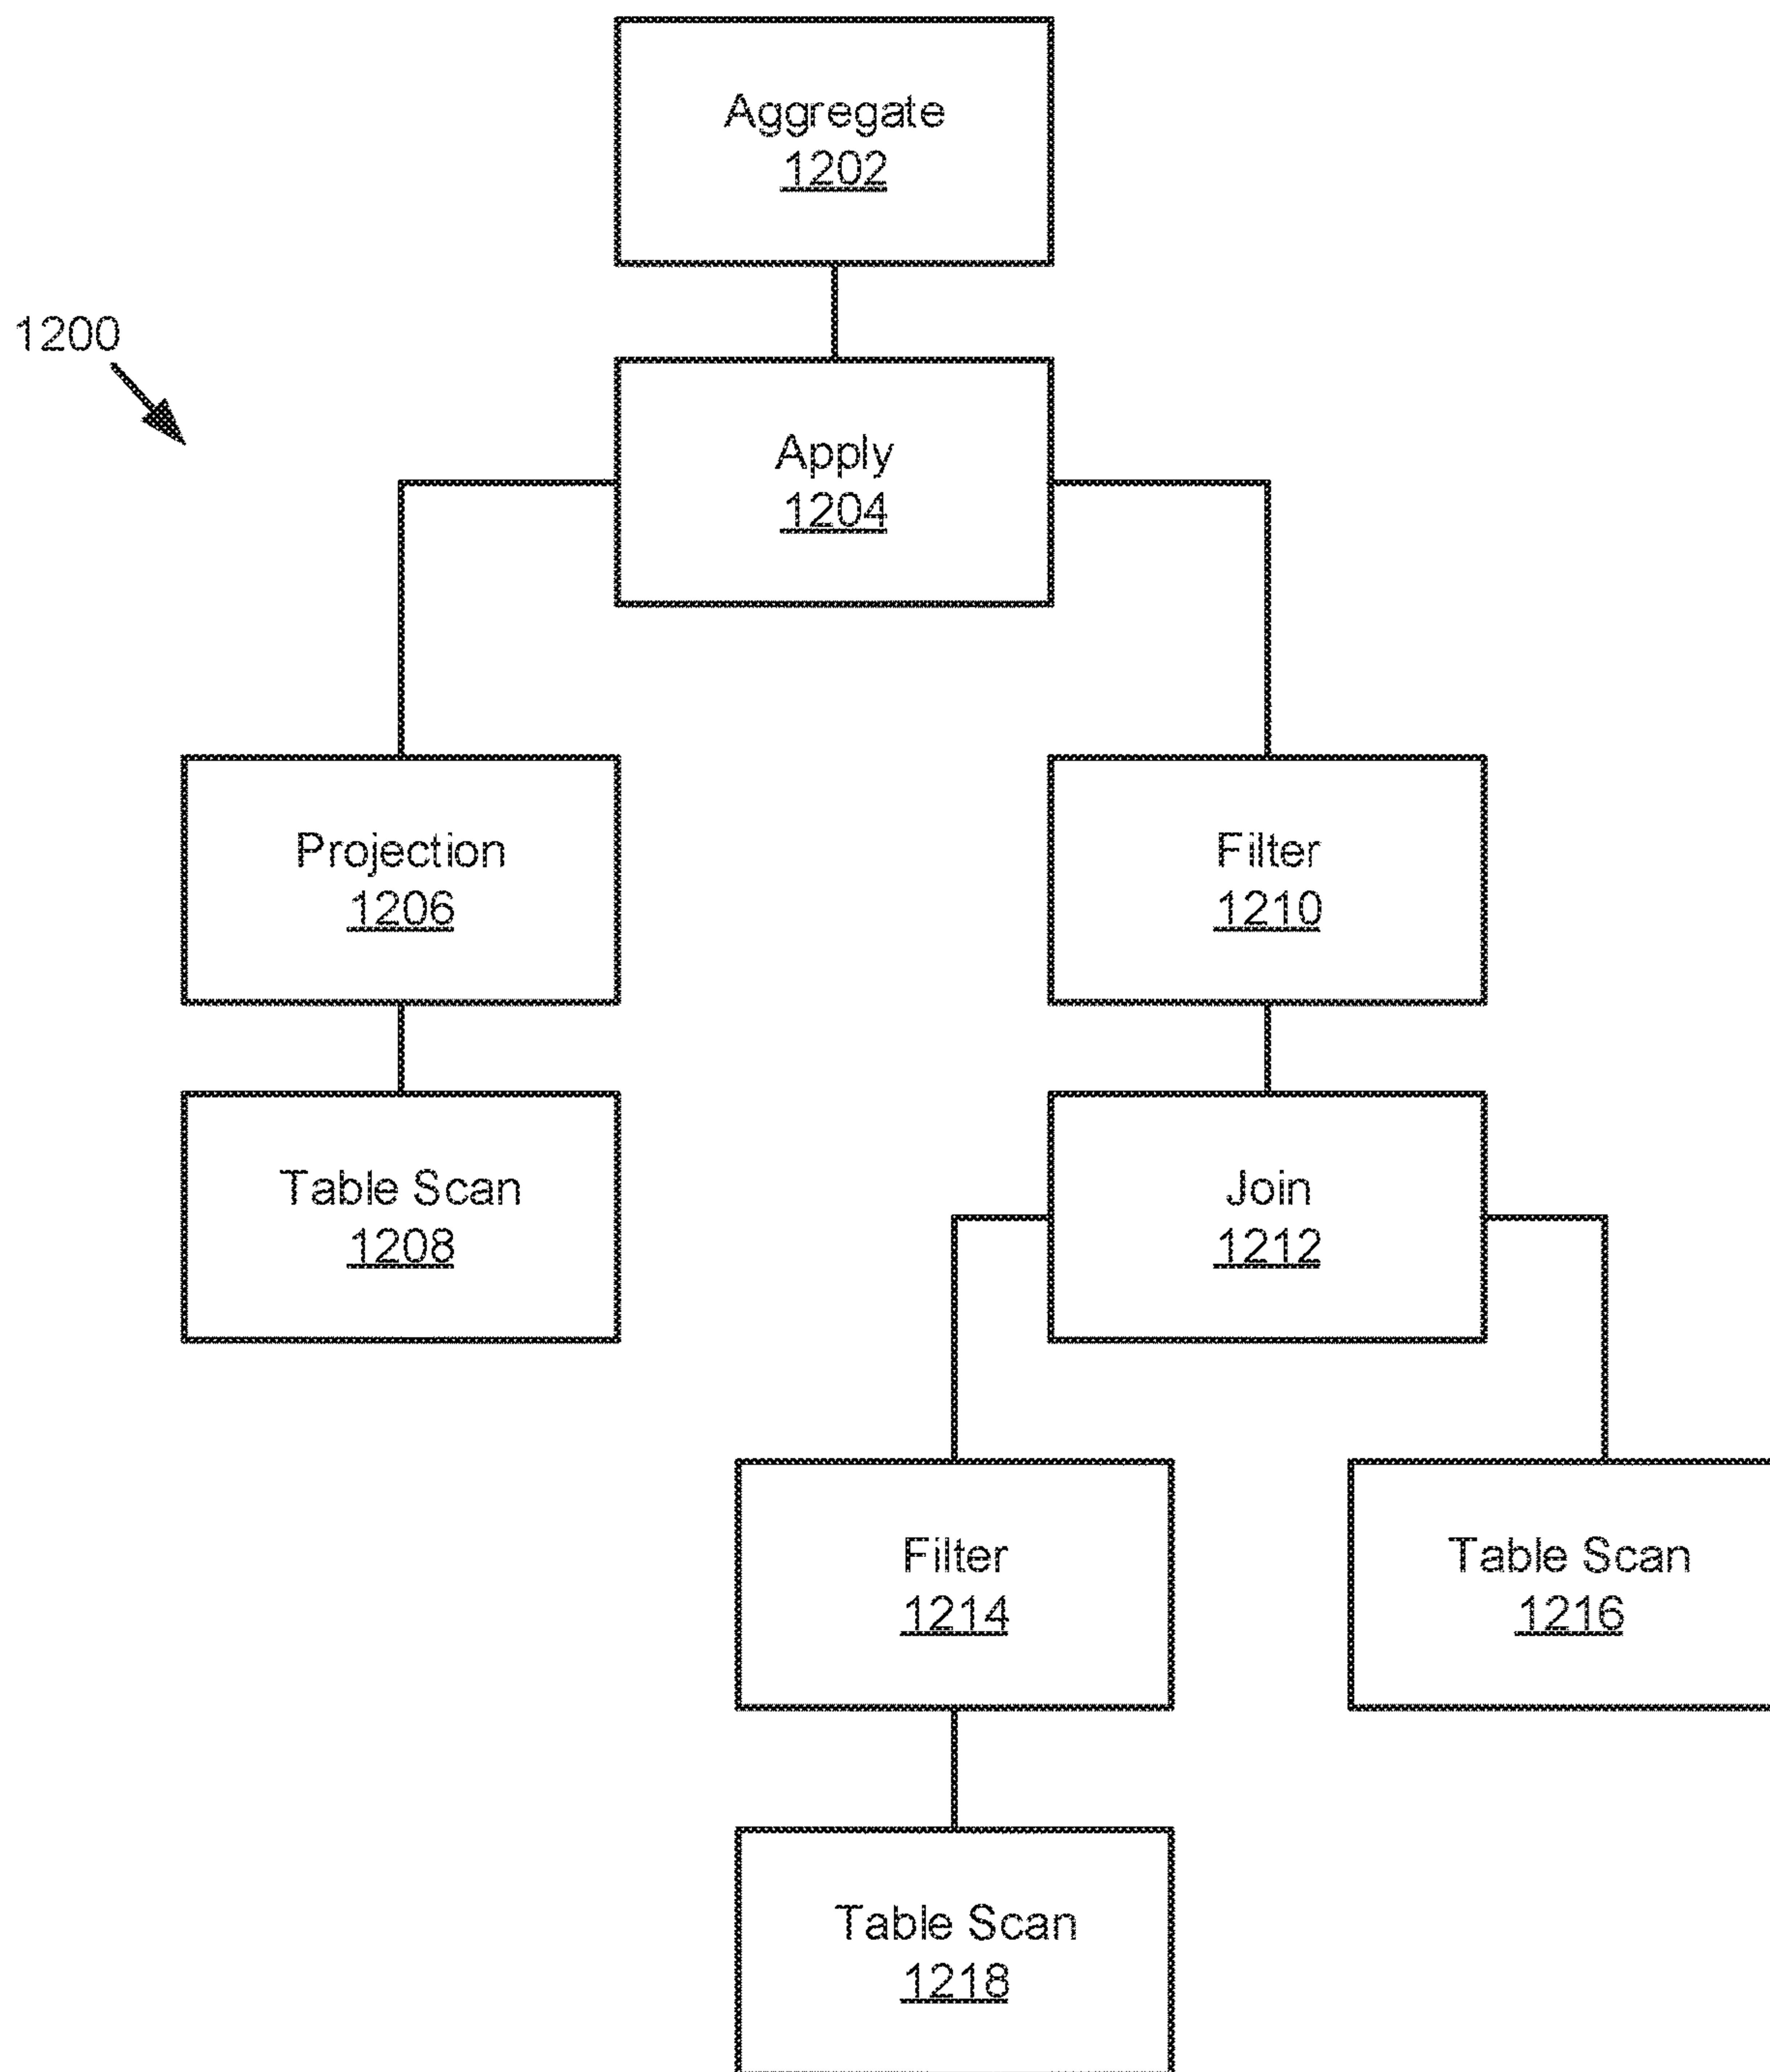 Aggregate
1202
1200
Apply
1204
Projection
1206
Filter
1210
Table Scan
1208
Join
1212
Filter
1214
Table Scan
1216
Table Scan
1218